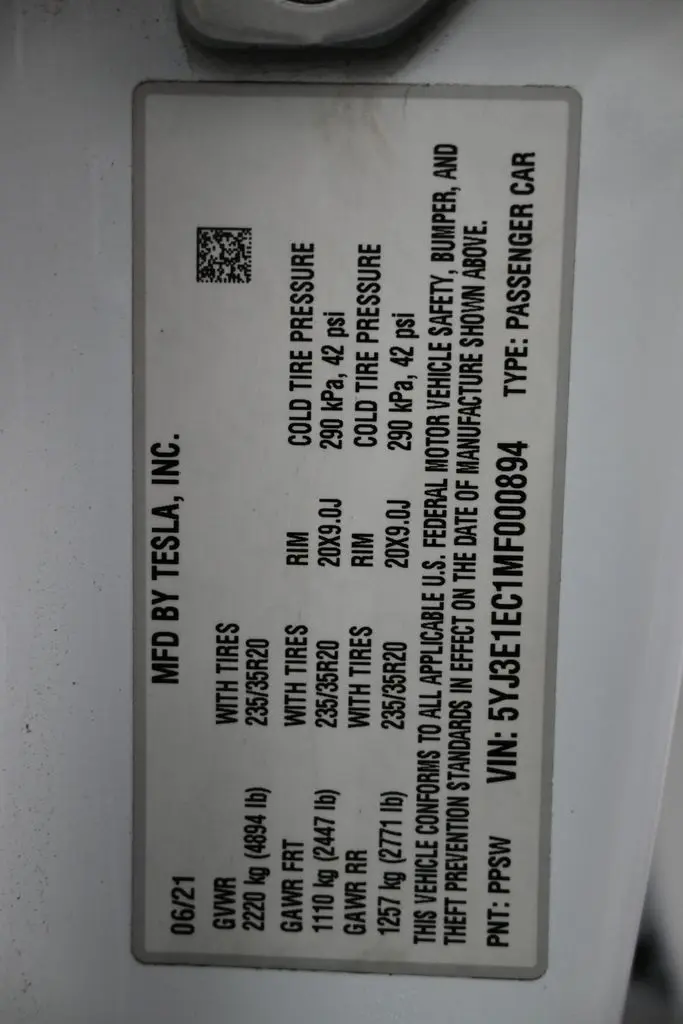 MFD BY TESLA, INC.
06/21
GVWR WITH TIRES
2220 kg (4894 lb) 235/35R20
GAWR FRT WITH TIRES RIM COLD TIRE PRESSURE
1110 kg (2447 lb) 235/35R20 20X9.0J 290 kPa, 42 psi
GAWR RR WITH TIRES RIM COLD TIRE PRESSURE
1257 kg (2771 lb) 235/35R20 20X9.0J 290 kPa, 42 psi
THIS VEHICLE CONFORMS TO ALL APPLICABLE U.S. FEDERAL MOTOR VEHICLE SAFETY, BUMPER, AND
THEFT PREVENTION STANDARDS IN EFFECT ON THE DATE OF MANUFACTURE SHOWN ABOVE.
PNT: PPSW VIN: 5YJ3E1EC1MF000894 TYPE: PASSENGER CAR